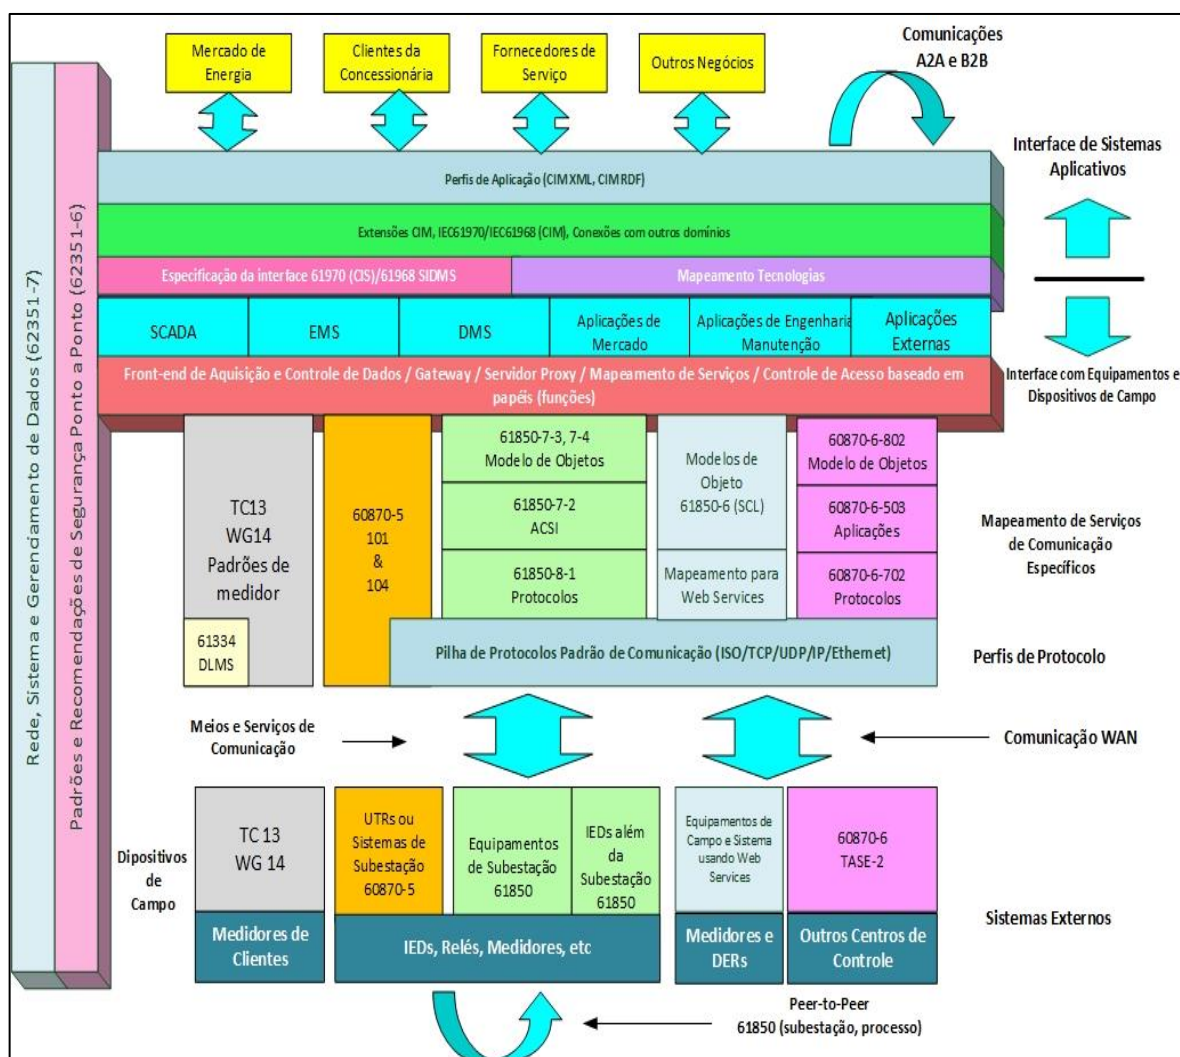 Mercado de
Energia
Clientes da
Concessionária
Fornecedores de
Serviço
Outros Negócios
Comunicações
A2A e B2B
Interface de Sistemas
Aplicativos
Rede, Sistema e Gerenciamento de Dados (62351-7)
Padrões e Recomendações de Segurança Ponto a Ponto (62351-6)
Perfis de Aplicação (CIMXML, CIMRDF)
Extensões CIM, IEC61970/IEC61968 (CIM), Conexões com outros domínios
Especificação da interface 61970 (CIS)/61968 SIDMS
Mapeamento Tecnologias
SCADA
EMS
DMS
Aplicações de
Mercado
Aplicações de Engenharia
Manutenção
Aplicações
Externas
Front-end de Aquisição e Controle de Dados / Gateway / Servidor Proxy / Mapeamento de Serviços / Controle de Acesso baseado em
papéis (funções)
Interface com Equipamentos e
Dispositivos de Campo
TC13
WG14
Padrões de
medidor
61334
DLMS
60870-5
101
&
104
61850-7-3, 7-4
Modelo de Objetos
61850-7-2
ACSI
61850-8-1
Protocolos
Modelos de
Objeto
61850-6 (SCL)
Mapeamento para
Web Services
60870-6-802
Modelo de Objetos
60870-6-503
Aplicações
60870-6-702
Protocolos
Mapeamento de Serviços
de Comunicação
Específicos
Pilha de Protocolos Padrão de Comunicação (ISO/TCP/UDP/IP/Ethernet)
Perfis de Protocolo
Meios e Serviços de
Comunicação
Comunicação WAN
Dipositivos
de
Campo
TC 13
WG 14
UTRs ou
Sistemas de
Subestação
60870-5
Equipamentos
de Subestação
61850
IEDs além
da
Subestação
61850
Equipamentos de
Campo e Sistema
usando Web
Services
60870-6
TASE-2
Sistemas Externos
Medidores de
Clientes
IEDs, Relés, Medidores, etc
Medidores e
DERs
Outros Centros de
Controle
Peer-to-Peer
61850 (subestação, processo)